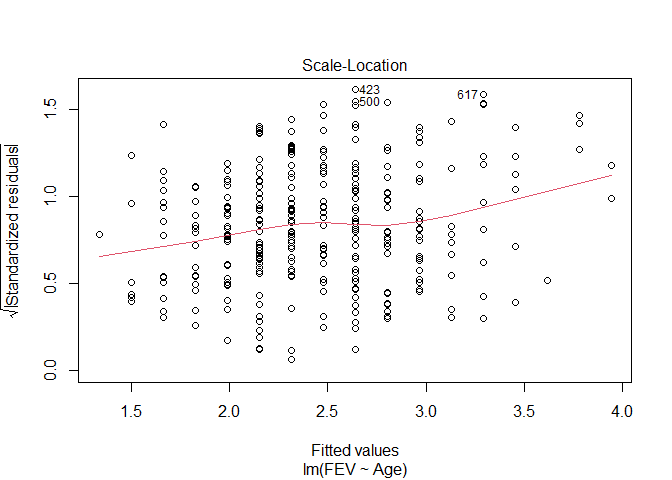 Scale-Location
√|Standardized residuals|
1.5
1.0
0.5
0.0
423
500
617
1.5 2.0 2.5 3.0 3.5 4.0
Fitted values
lm(FEV ~ Age)